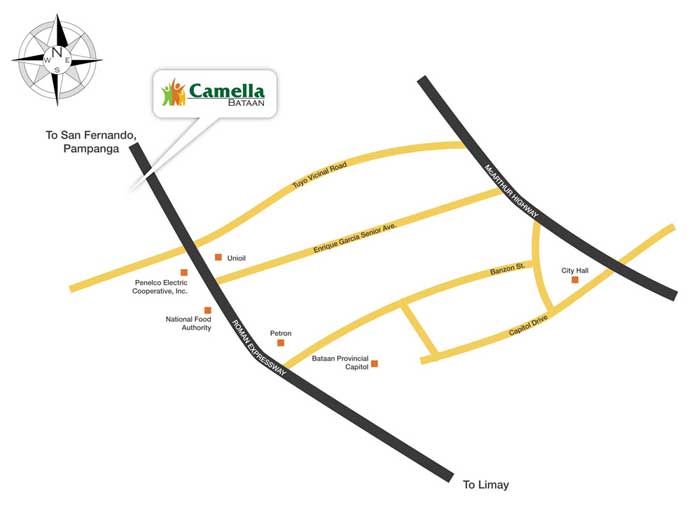 N
W E
S
Camella
BATAAN
To San Fernando,
Pampanga
Tuyo Vicinal Road
McARTHUR HIGHWAY
Enrique Garcia Senior Ave.
Unioil
Banzon St.
City Hall
Penelco Electric
Cooperative, Inc.
National Food
Authority
ROMAN EXPRESSWAY
Petron
Capitol Drive
Bataan Provincial
Capitol
To Limay